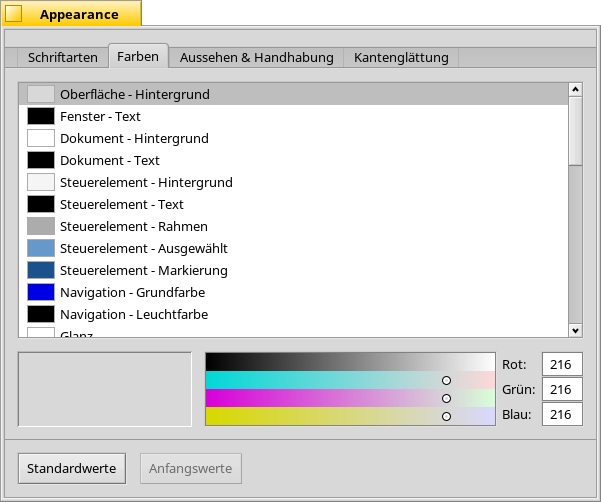 Appearance
Schriftarten Farben Aussehen & Handhabung Kantenglättung
Oberfläche - Hintergrund
Fenster - Text
Dokument - Hintergrund
Dokument - Text
Steuerelement - Hintergrund
Steuerelement - Text
Steuerelement - Rahmen
Steuerelement - Ausgewählt
Steuerelement - Markierung
Navigation - Grundfarbe
Navigation - Leuchtfarbe
Glanz
Rot: 216
Grün: 216
Blau: 216
Standardwerte Anfangswerte